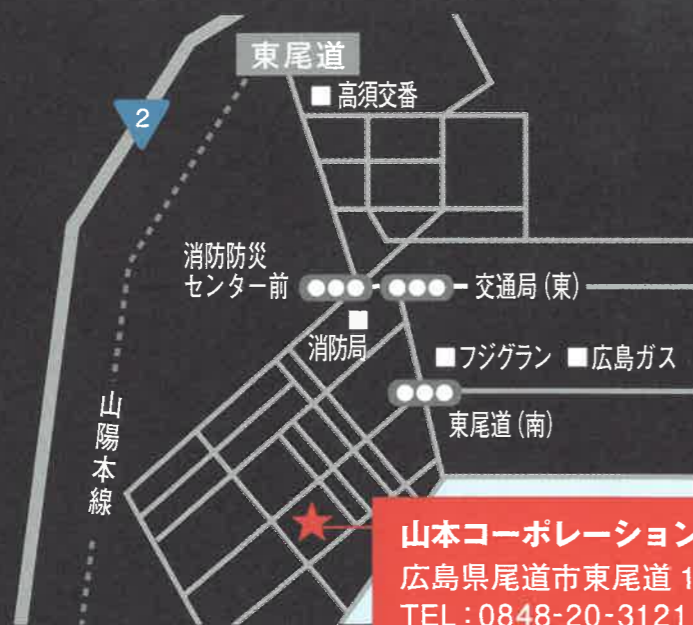 東尾道
2
高須交番
消防防災
センター前
交通局(東)
消防局
フジグラン
広島ガス
東尾道(南)
山陽本線
山本コーポレーション
広島県尾道市東尾道1
TEL:0848-20-3121